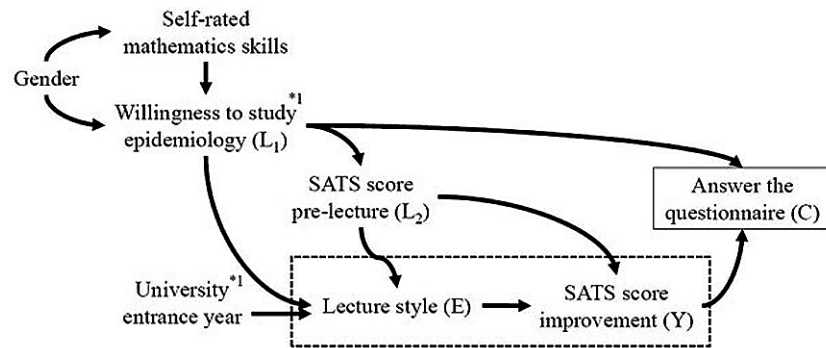 Self-rated
mathematics skills
Gender
Willingness to study*1
epidemiology (L1)
SATS score
pre-lecture (L2)
Answer the
questionnaire (C)
University*1
entrance year
Lecture style (E)
SATS score
improvement (Y)